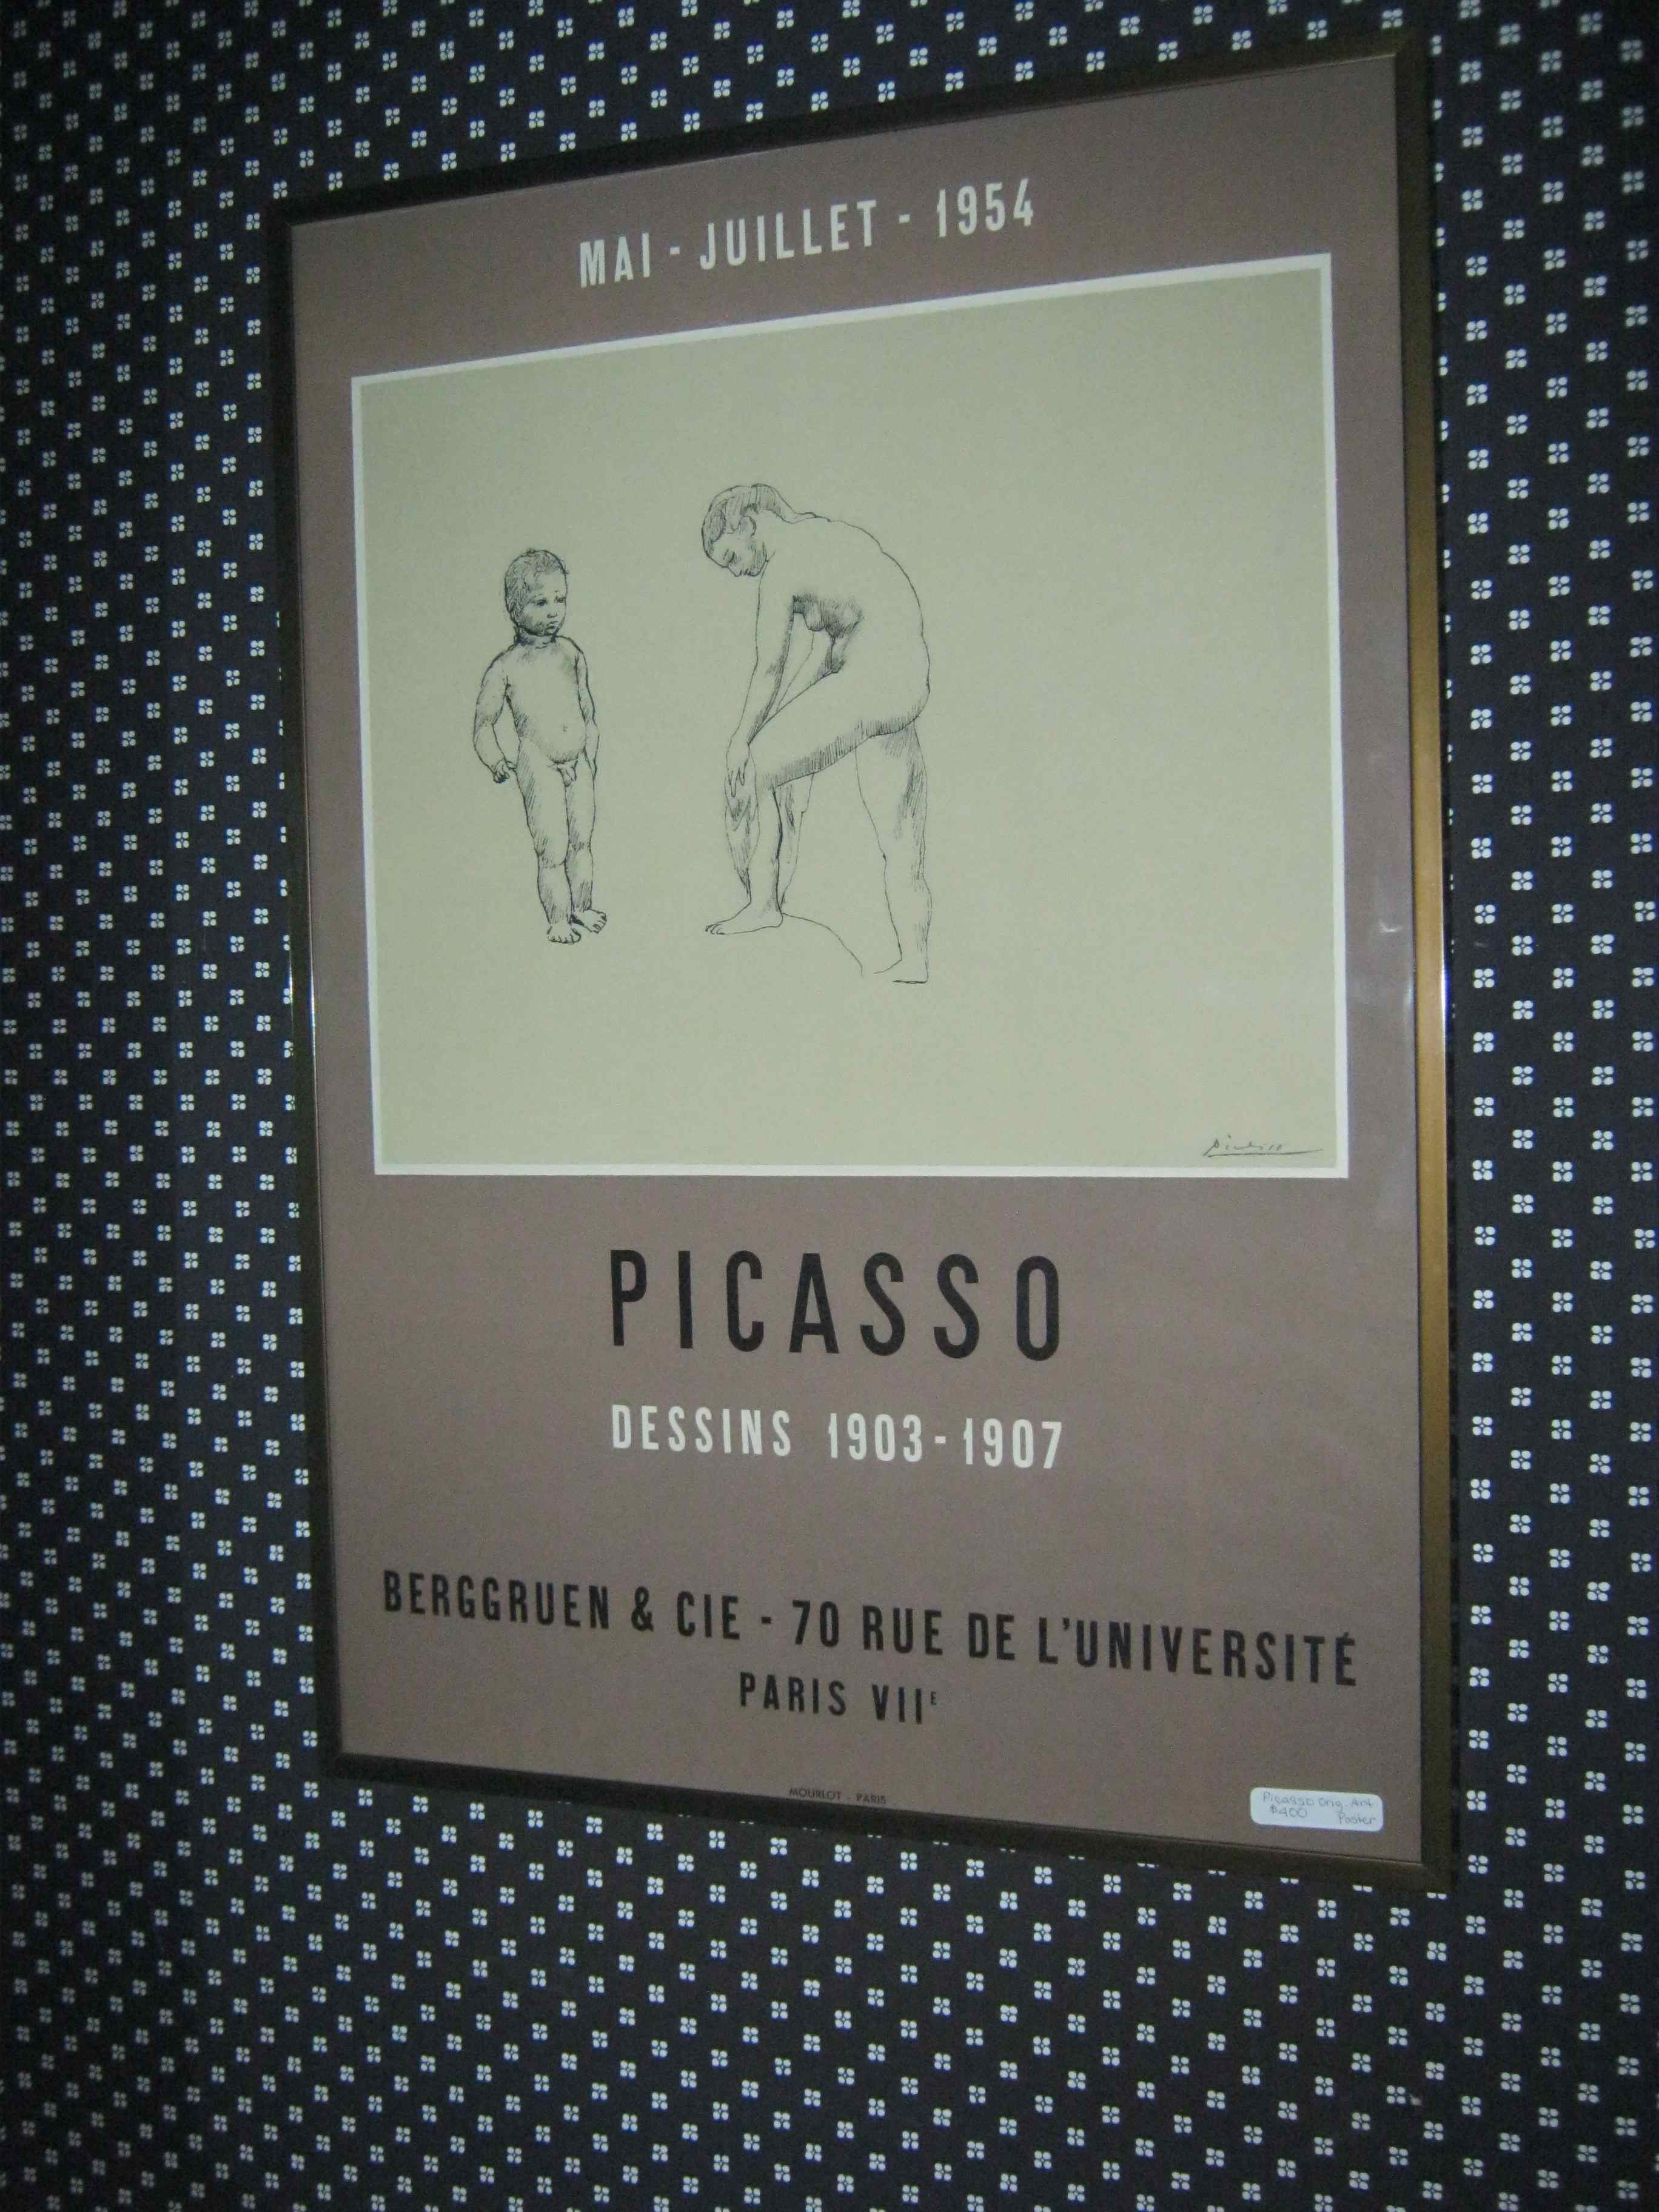 MAI - JUILLET - 1954
Picasso
PICASSO
DESSINS 1903-1907
BERGGRUEN & CIE - 70 RUE DE L'UNIVERSITÉ
PARIS VIIE
MOURLOT - PARIS
Picasso Orig. Art
$400 Poster